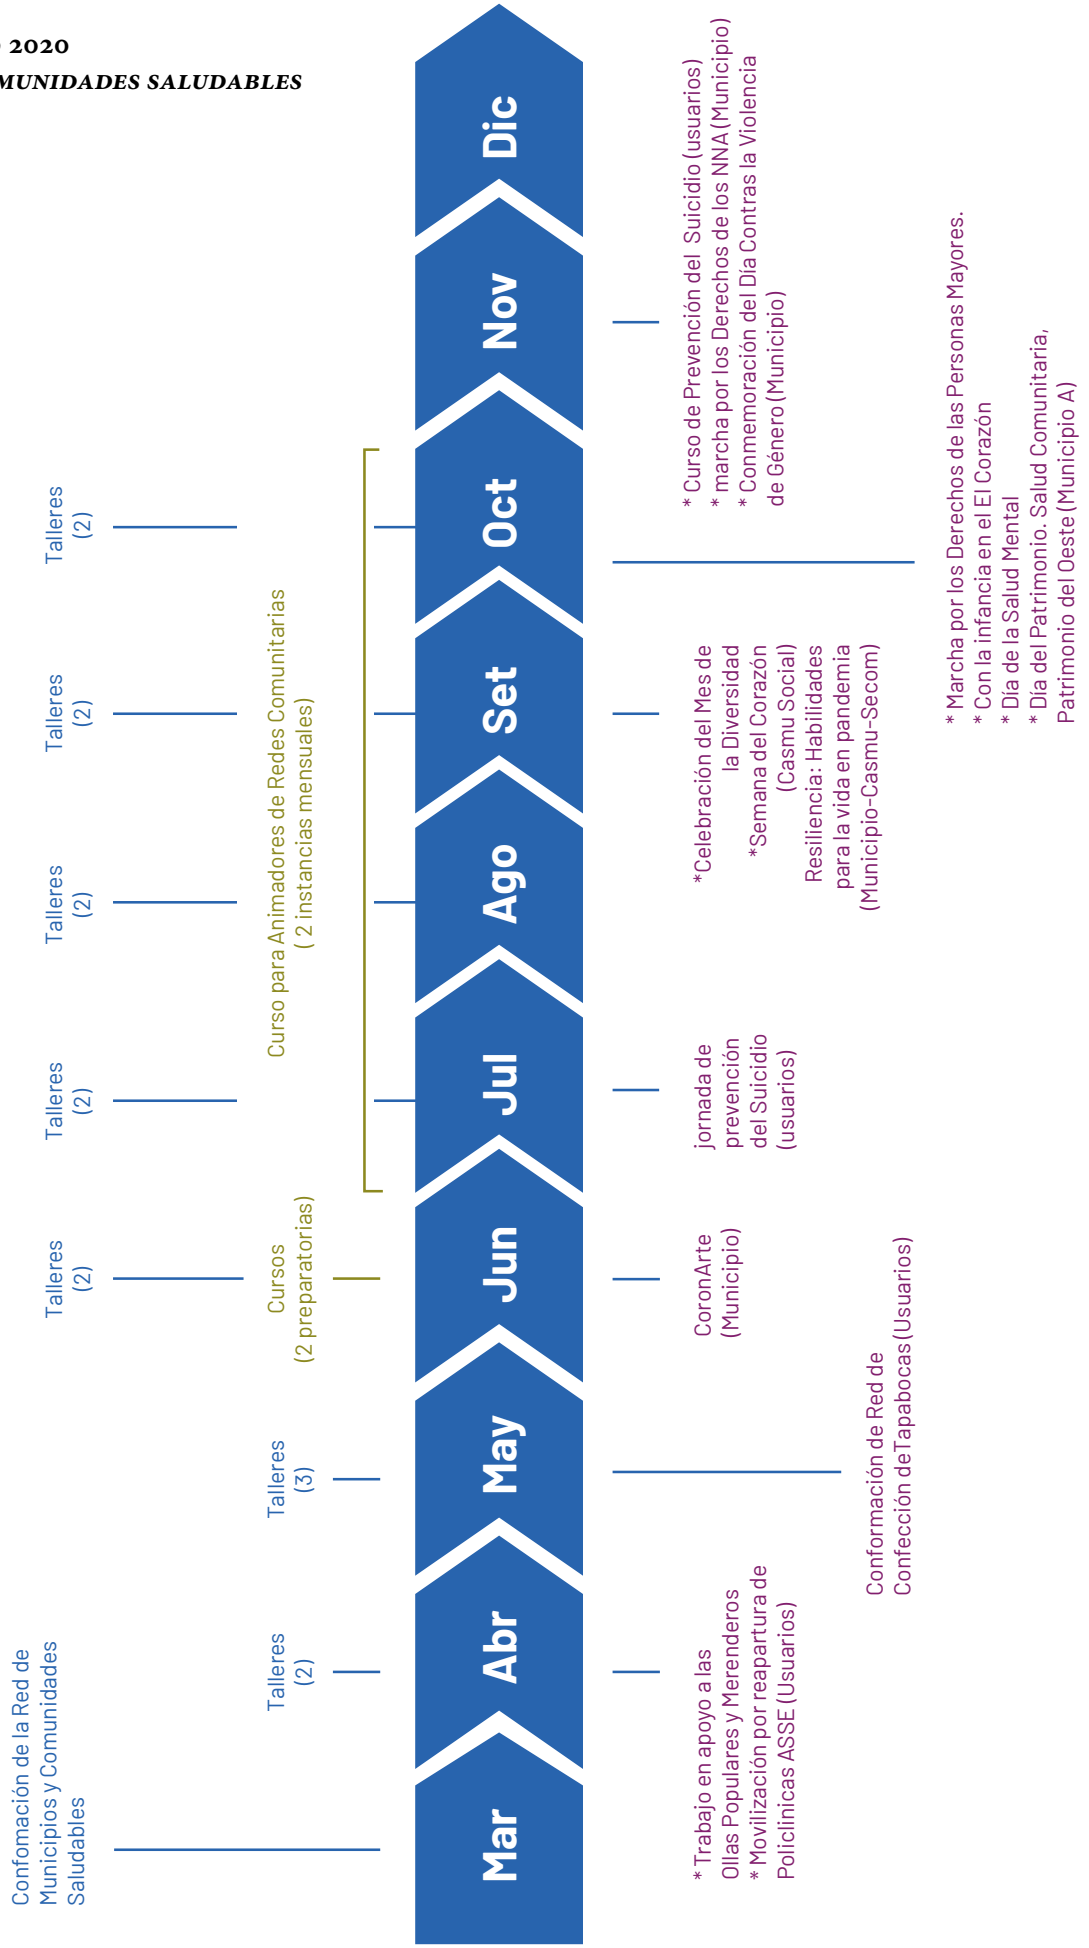 2020
MUNIDADES SALUDABLES
Confomación de la Red de
Municipios y Comunidades
Saludables
Talleres
(2)
Talleres
(3)
Talleres
(2)
Cursos
(2 preparatorias)
Talleres
(2)
Talleres
(2)
Talleres
(2)
Talleres
(2)
Curso para Animadores de Redes Comunitarias
( 2 instancias mensuales)
Mar
Abr
May
Jun
Jul
Ago
Set
Oct
Nov
Dic
* Trabajo en apoyo a las
Ollas Populares y Merenderos
* Movilización por reapartura de
Policlinicas ASSE (Usuarios)
Conformación de Red de
Confección deTapabocas(Usuarios)
CoronArte
(Municipio)
jornada de
prevención
del Suicidio
(usuarios)
*Celebración del Mes de
la Diversidad
*Semana del Corazón
(Casmu Social)
Resiliencia: Habilidades
para la vida en pandemia
(Municipio-Casmu-Secom)
* Marcha por los Derechos de las Personas Mayores.
* Con la infancia en el El Corazón
* Día de la Salud Mental
* Día del Patrimonio. Salud Comunitaria,
Patrimonio del Oeste (Municipio A)
* Curso de Prevención del Suicidio (usuarios)
* marcha por los Derechos de los NNA (Municipio)
* Conmemoración del Día Contras la Violencia
de Género (Municipio)